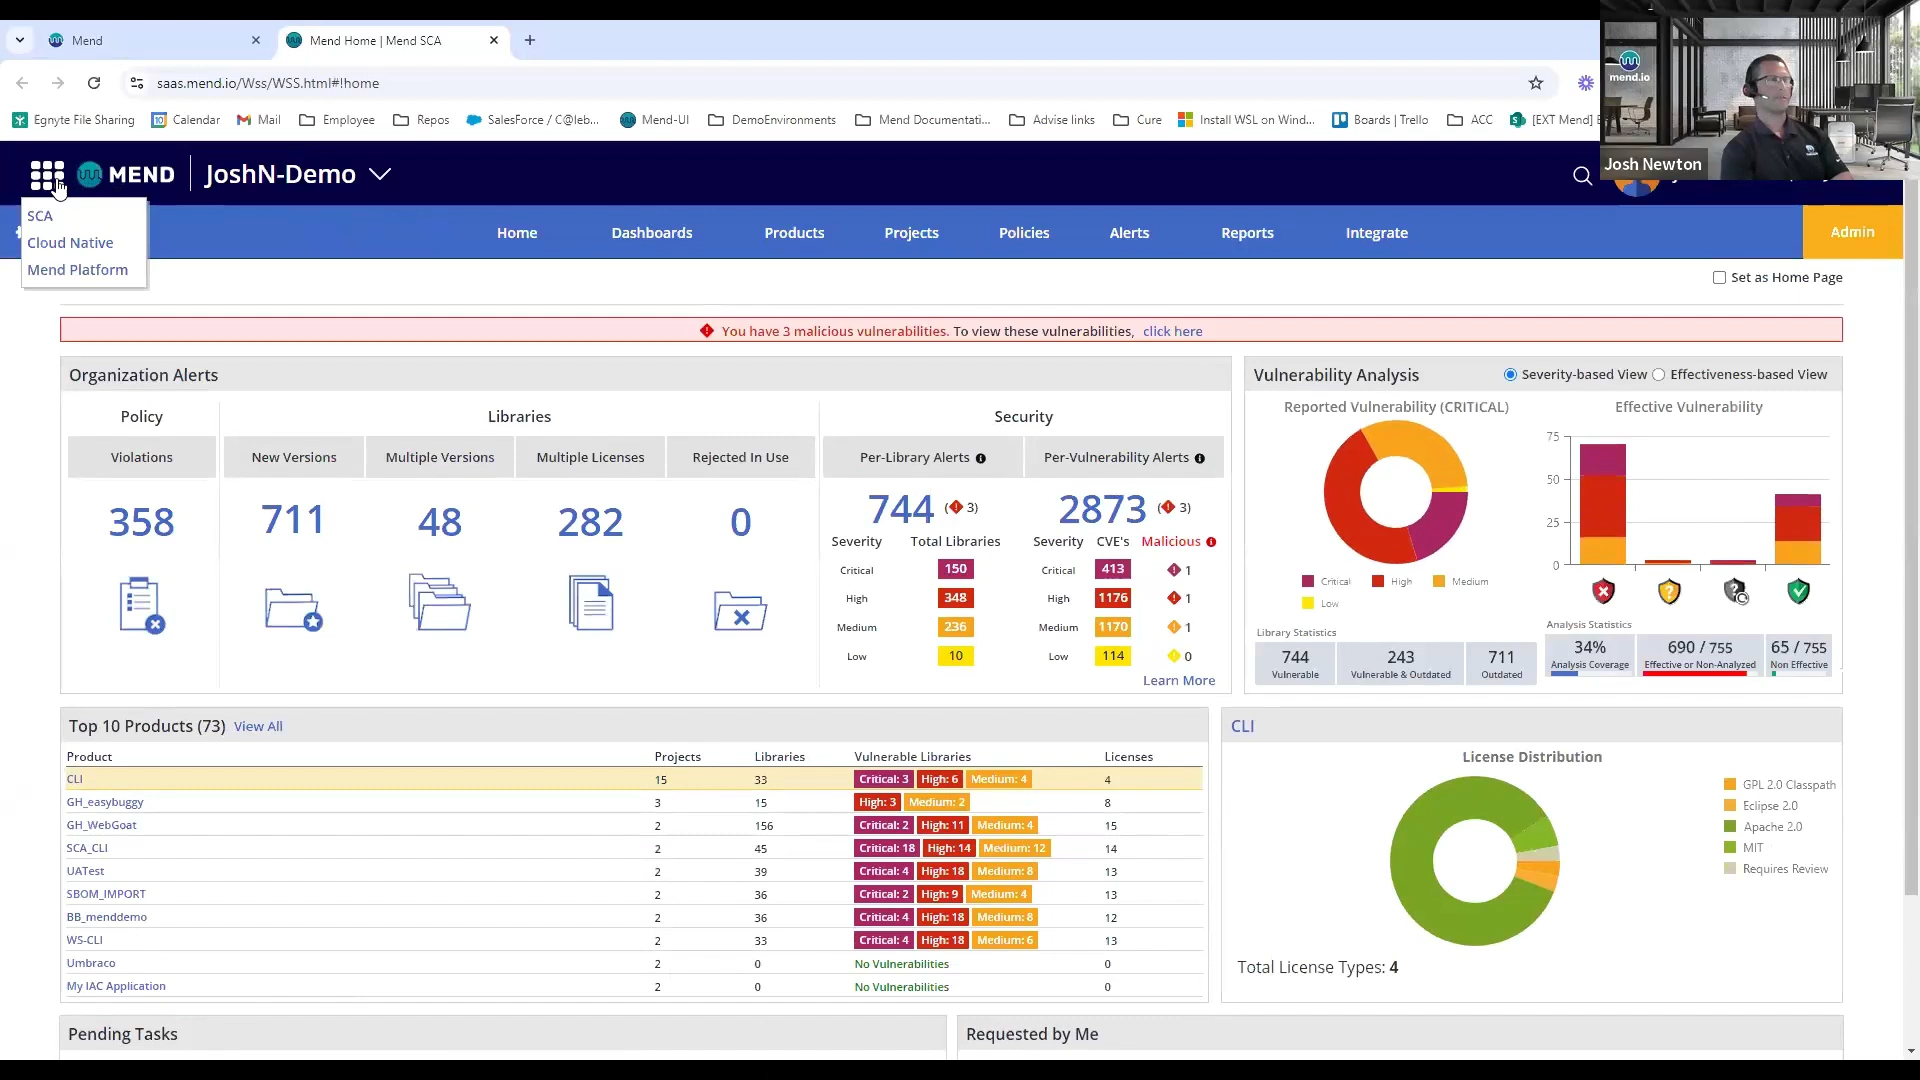 Mend
Mend Home | Mend SCA
saas.mend.io/Wss/WSS.html#!home
Egnyte File Sharing
Calendar
Mail
Employee
Repos
SalesForce / C@leb...
Mend-UI
DemoEnvironments
Mend Documentati...
Advise links
Cure
Install WSL on Wind...
Boards | Trello
ACC
[EXT Mend]
mend.io
Josh Newton
MEND
JoshN-Demo
SCA
Cloud Native
Mend Platform
Home
Dashboards
Products
Projects
Policies
Alerts
Reports
Integrate
Admin
Set as Home Page
You have 3 malicious vulnerabilities. To view these vulnerabilities, click here
Organization Alerts
Policy
Libraries
Security
Violations
New Versions
Multiple Versions
Multiple Licenses
Rejected In Use
Per-Library Alerts
Per-Vulnerability Alerts
358
711
48
282
0
744 (3)
2873 (3)
Severity Total Libraries
Severity CVE's Malicious
Critical 150
Critical 413 1
High 348
High 1176 1
Medium 236
Medium 1170 1
Low 10
Low 114 0
Learn More
Vulnerability Analysis
Severity-based View
Effectiveness-based View
Reported Vulnerability (CRITICAL)
Effective Vulnerability
75
50
25
0
Critical
High
Medium
Low
Library Statistics
744
Vulnerable
243
Vulnerable & Outdated
711
Outdated
Analysis Statistics
34%
Analysis Coverage
690 / 755
Effective or Non-Analyzed
65 / 755
Non Effective
Top 10 Products (73) View All
Product Projects Libraries Vulnerable Libraries Licenses
CLI 15 33 Critical: 3 High: 6 Medium: 4 4
GH_easybuggy 3 15 High: 3 Medium: 2 8
GH_WebGoat 2 156 Critical: 2 High: 11 Medium: 4 15
SCA_CLI 2 45 Critical: 18 High: 14 Medium: 12 14
UATest 2 39 Critical: 4 High: 18 Medium: 8 13
SBOM_IMPORT 2 36 Critical: 2 High: 9 Medium: 4 13
BB_menddemo 2 36 Critical: 4 High: 18 Medium: 8 12
WS-CLI 2 33 Critical: 4 High: 18 Medium: 6 13
Umbraco 2 0 No Vulnerabilities 0
My IAC Application 2 0 No Vulnerabilities 0
CLI
License Distribution
GPL 2.0 Classpath
Eclipse 2.0
Apache 2.0
MIT
Requires Review
Total License Types: 4
Pending Tasks
Requested by Me